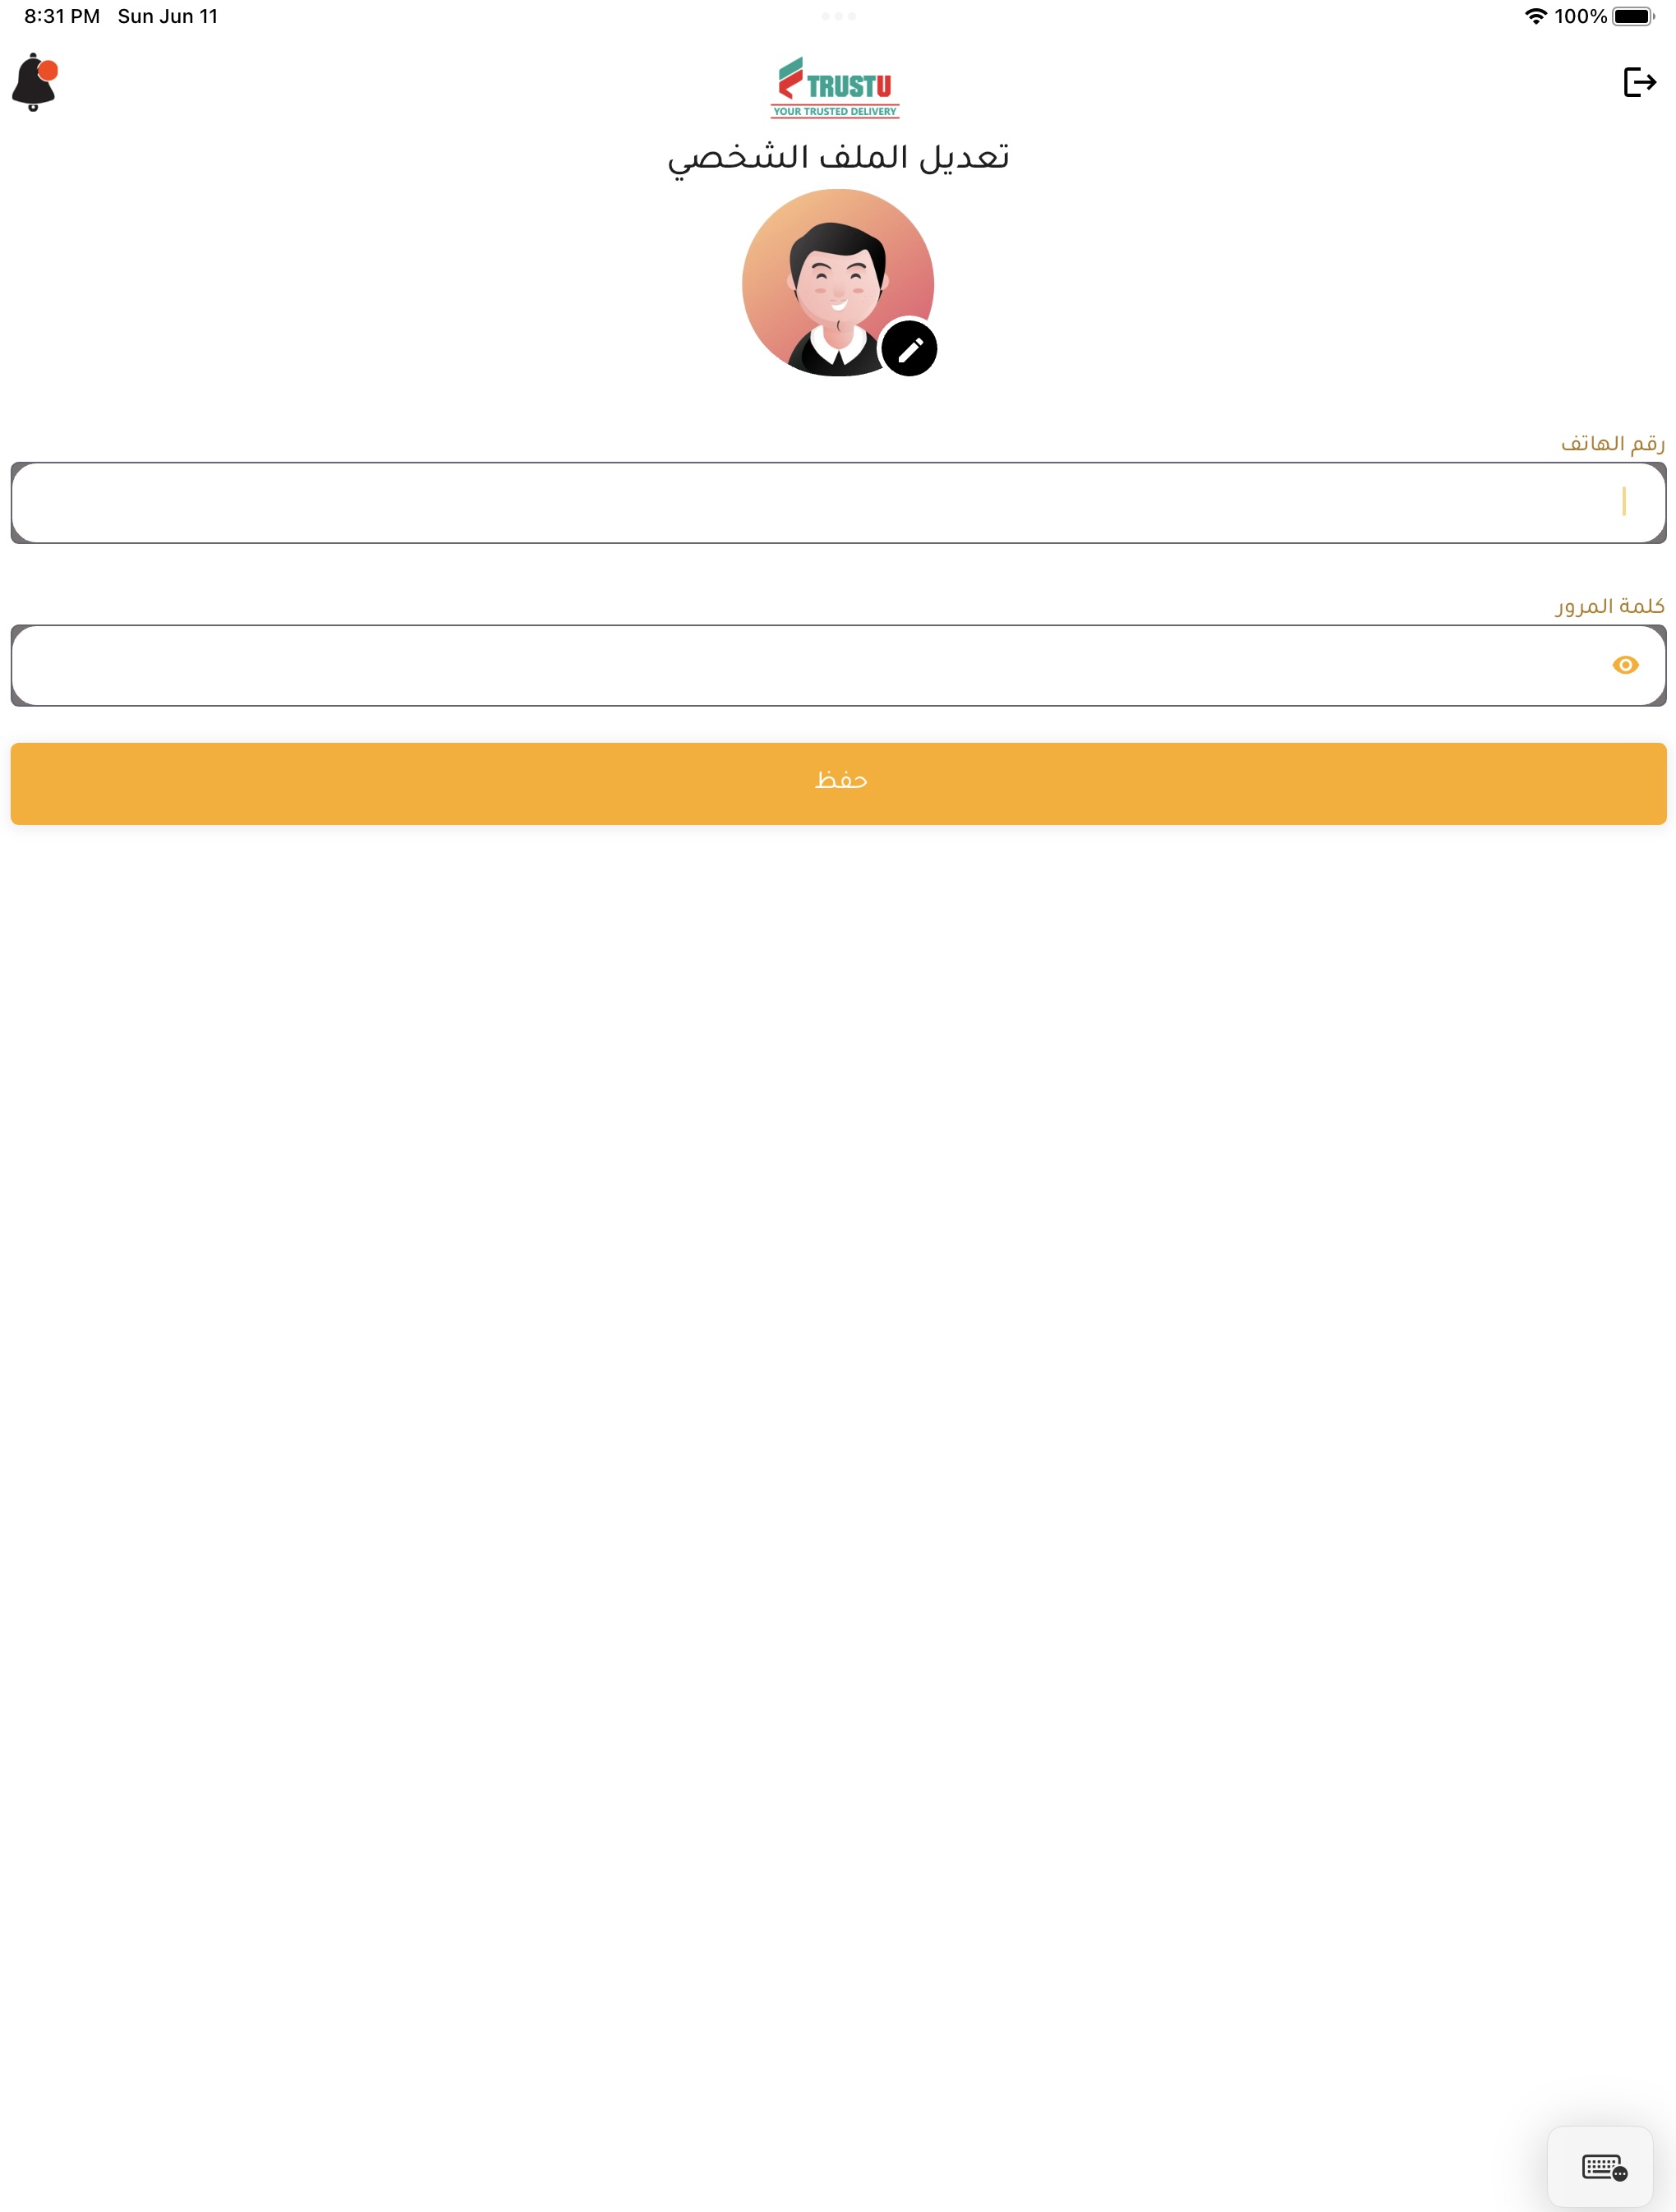 8:31 PM Sun Jun 11
100%
TRUSTU
YOUR TRUSTED DELIVERY
تعديل الملف الشخصي
رقم الهاتف
كلمة المرور
حفظ